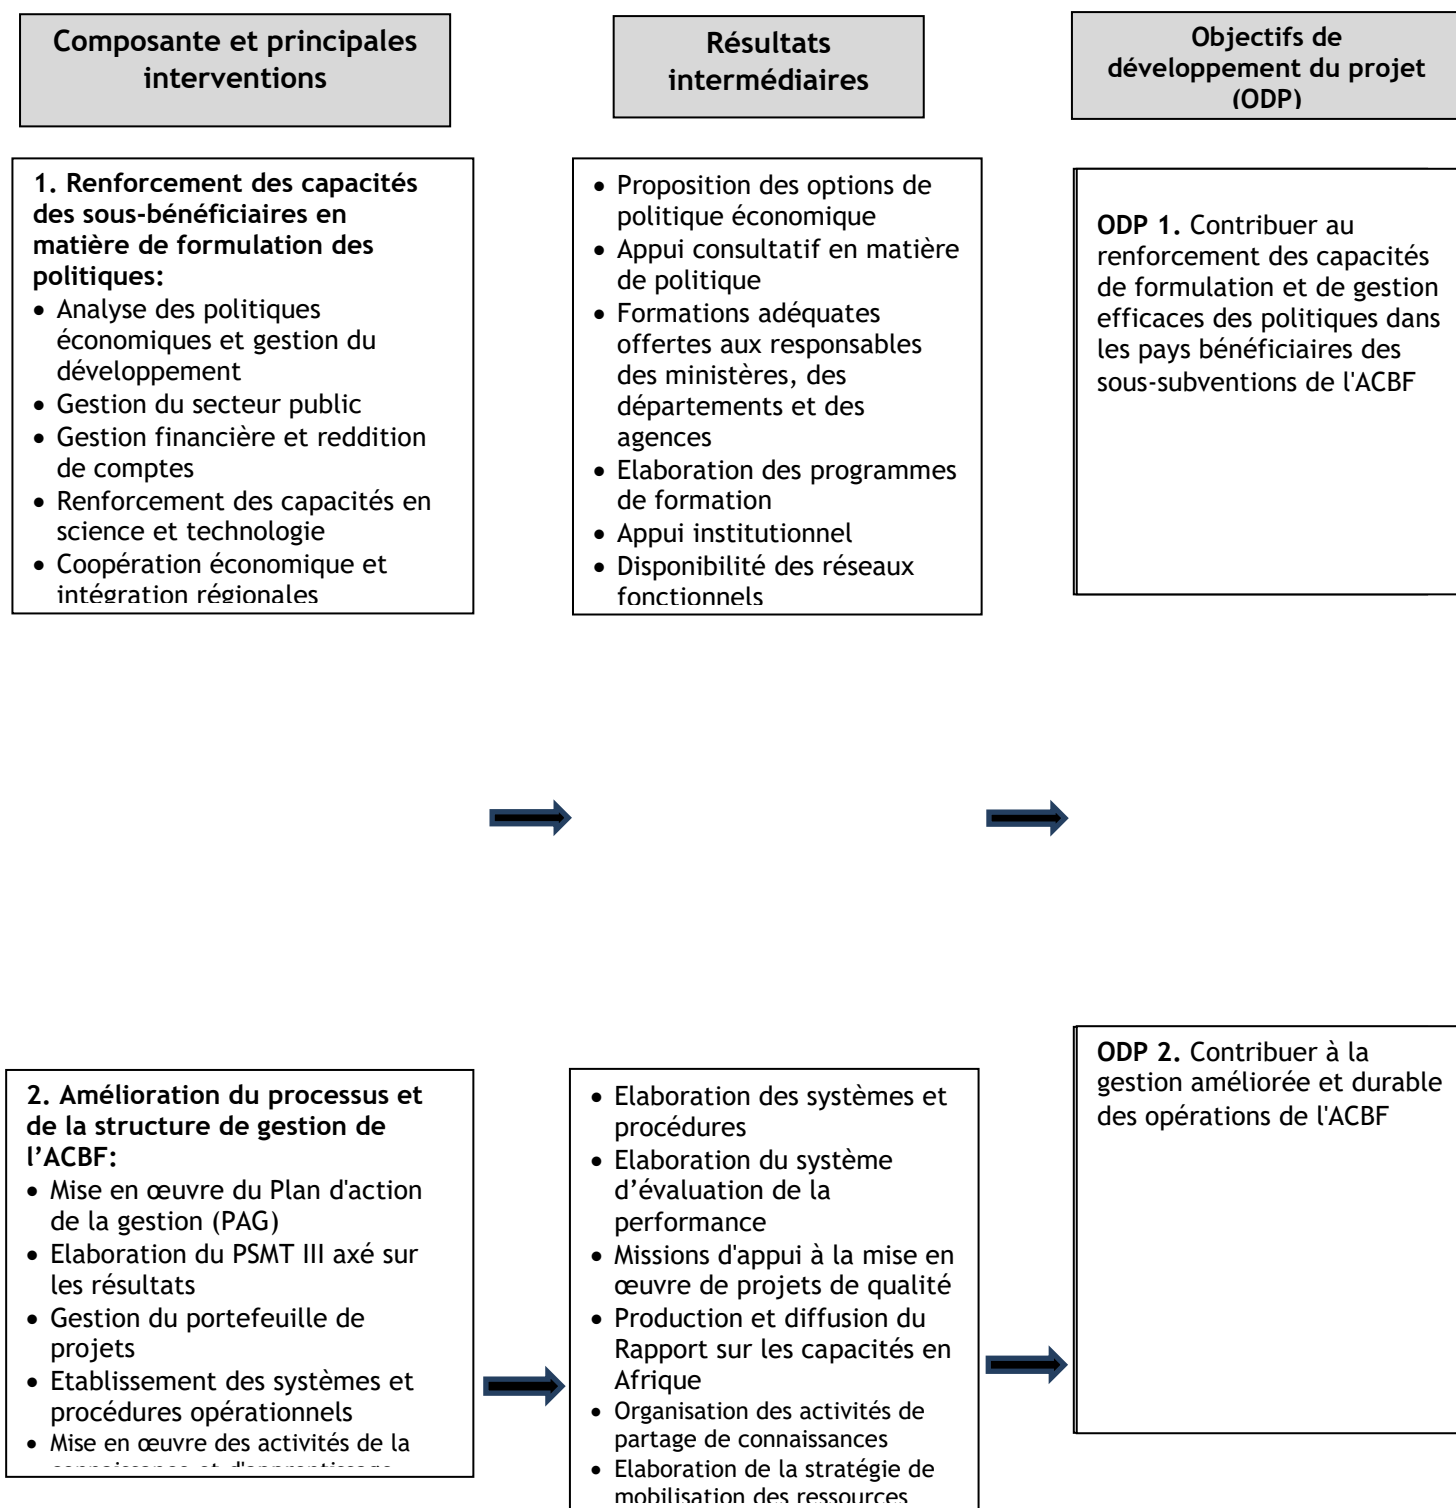 Composante et principales
interventions
Résultats
intermédiaires
Objectifs de
développement du projet
(ODP)
1. Renforcement des capacités
des sous-bénéficiaires en
matière de formulation des
politiques:
• Analyse des politiques
économiques et gestion du
développement
• Gestion du secteur public
• Gestion financière et reddition
de comptes
• Renforcement des capacités en
science et technologie
• Coopération économique et
intégration régionales
• Proposition des options de
politique économique
• Appui consultatif en matière
de politique
• Formations adéquates
offertes aux responsables
des ministères, des
départements et des
agences
• Elaboration des programmes
de formation
• Appui institutionnel
• Disponibilité des réseaux
fonctionnels
ODP 1. Contribuer au
renforcement des capacités
de formulation et de gestion
efficaces des politiques dans
les pays bénéficiaires des
sous-subventions de l'ACBF
2. Amélioration du processus et
de la structure de gestion de
l’ACBF:
• Mise en œuvre du Plan d'action
de la gestion (PAG)
• Elaboration du PSMT III axé sur
les résultats
• Gestion du portefeuille de
projets
• Etablissement des systèmes et
procédures opérationnels
• Mise en œuvre des activités de la
connaissance et d'apprentissage
• Elaboration des systèmes et
procédures
• Elaboration du système
d’évaluation de la
performance
• Missions d'appui à la mise en
œuvre de projets de qualité
• Production et diffusion du
Rapport sur les capacités en
Afrique
• Organisation des activités de
partage de connaissances
• Elaboration de la stratégie de
mobilisation des ressources
ODP 2. Contribuer à la
gestion améliorée et durable
des opérations de l'ACBF